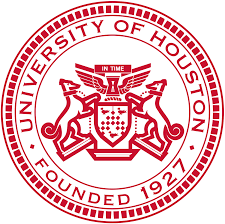 UNIVERSITY OF HOUSTON
IN TIME
· FOUNDED 1927 ·